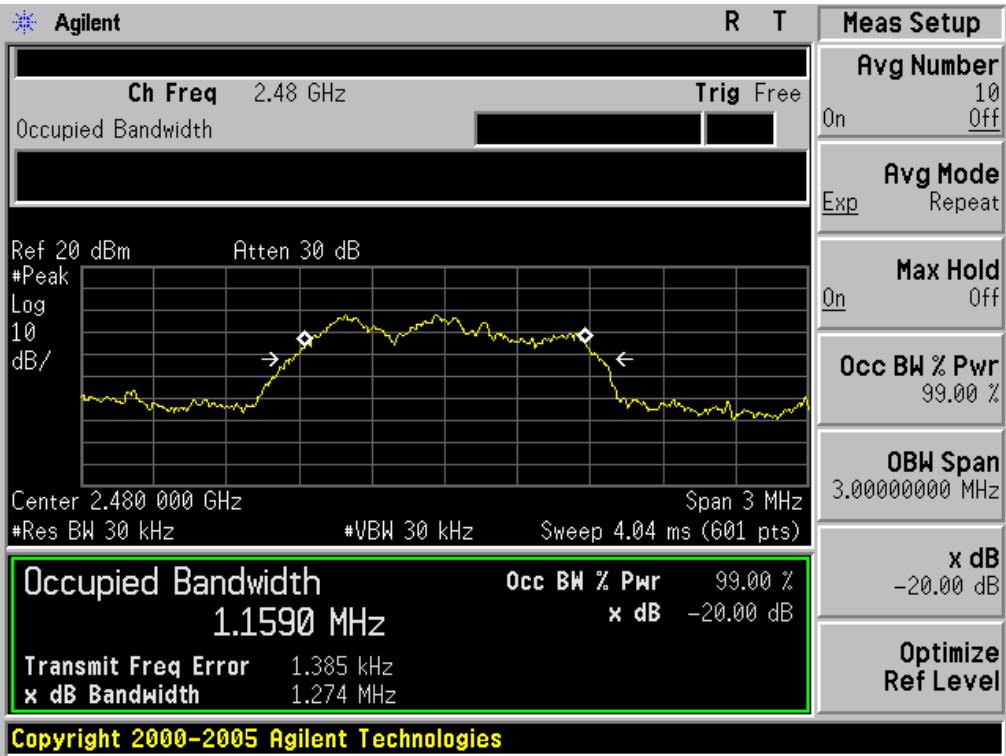 Agilent R T
Ch Freq 2.48 GHz Trig Free
Occupied Bandwidth
Ref 20 dBm Atten 30 dB
#Peak
Log
10
dB/
Center 2.480 000 GHz Span 3 MHz
#Res BW 30 kHz #VBW 30 kHz Sweep 4.04 ms (601 pts)
Occupied Bandwidth
1.1590 MHz
Occ BW % Pwr 99.00 %
x dB -20.00 dB
Transmit Freq Error 1.385 kHz
x dB Bandwidth 1.274 MHz
Meas Setup
Avg Number
10
On Off
Avg Mode
Exp Repeat
Max Hold
On Off
Occ BW % Pwr
99.00 %
OBW Span
3.00000000 MHz
x dB
-20.00 dB
Optimize
Ref Level
Copyright 2000-2005 Agilent Technologies